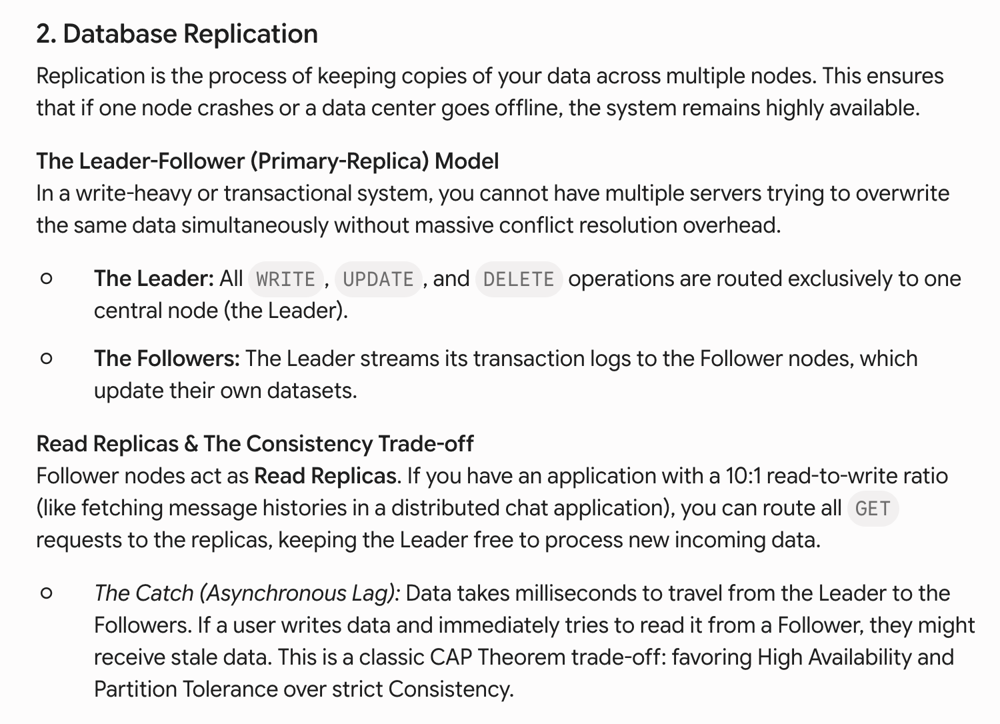 2. Database Replication
Replication is the process of keeping copies of your data across multiple nodes. This ensures
that if one node crashes or a data center goes offline, the system remains highly available.
The Leader-Follower (Primary-Replica) Model
In a write-heavy or transactional system, you cannot have multiple servers trying to overwrite
the same data simultaneously without massive conflict resolution overhead.
The Leader: All WRITE, UPDATE, and DELETE operations are routed exclusively to one
central node (the Leader).
The Followers: The Leader streams its transaction logs to the Follower nodes, which
update their own datasets.
Read Replicas & The Consistency Trade-off
Follower nodes act as Read Replicas. If you have an application with a 10:1 read-to-write ratio
(like fetching message histories in a distributed chat application), you can route all GET
requests to the replicas, keeping the Leader free to process new incoming data.
The Catch (Asynchronous Lag): Data takes milliseconds to travel from the Leader to the
Followers. If a user writes data and immediately tries to read it from a Follower, they might
receive stale data. This is a classic CAP Theorem trade-off: favoring High Availability and
Partition Tolerance over strict Consistency.